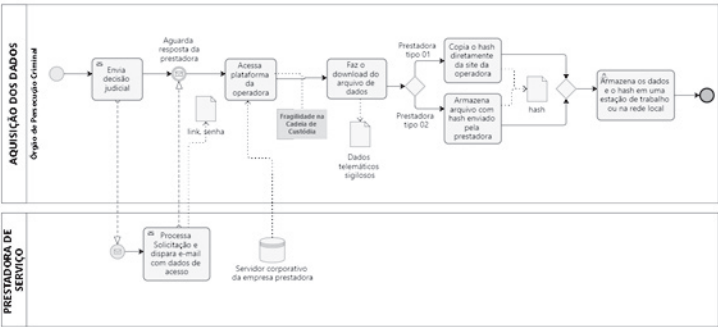 AQUISIÇÃO DOS DADOS
Órgão de Persecução Criminal
Envia
decisão
judicial
Aguarda
resposta da
prestadora
link, senha
Acessa
plataforma
da
operadora
Fragilidade na
Cadeia de
Custódia
Faz o
download do
arquivo de
dados
Dados
telemáticos
sigilosos
Prestadora
tipo 01
Prestadora
tipo 02
Copia o hash
diretamente
da site da
operadora
Armazena
arquivo com
hash enviado
pela
prestadora
hash
Armazena os dados
e o hash em uma
estação de trabalho
ou na rede local
PRESTADORA DE
SERVIÇO
Processa
Solicitação e
dispara e-mail
com dados de
acesso
Servidor corporativo
da empresa prestadora